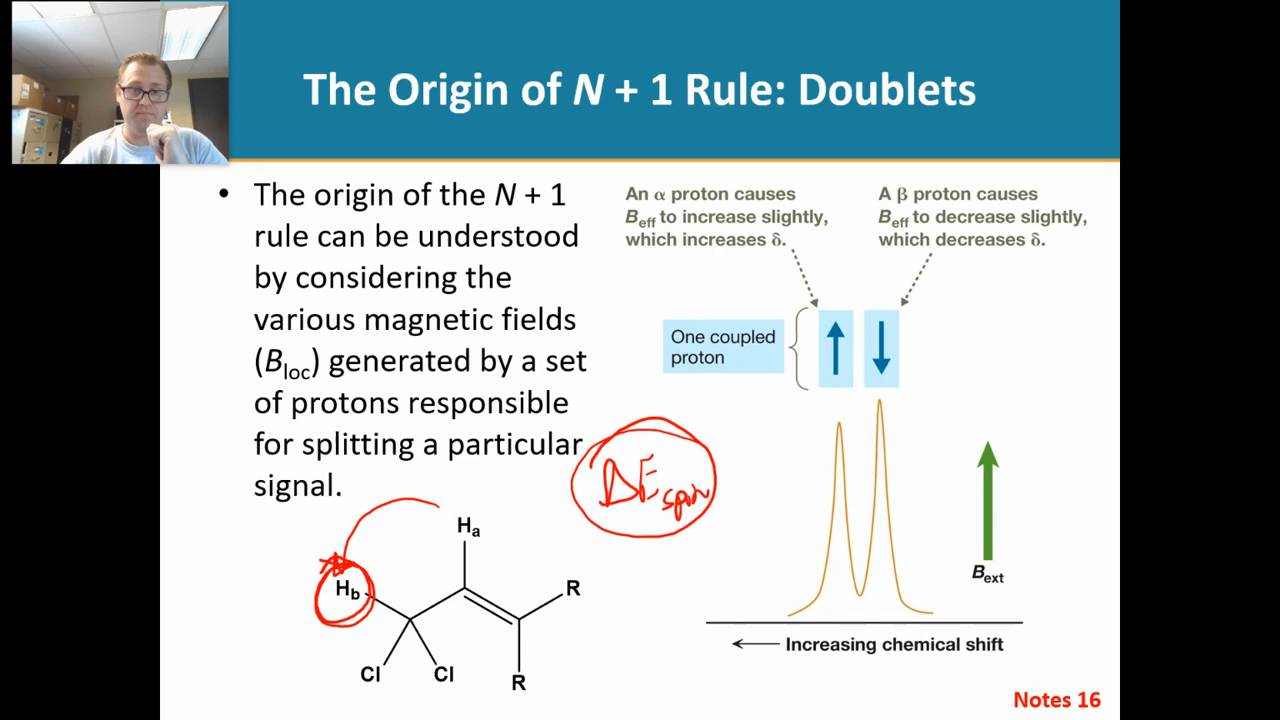 The Origin of N + 1 Rule: Doublets
• The origin of the N + 1
rule can be understood
by considering the
various magnetic fields
(Bloc) generated by a set
of protons responsible
for splitting a particular
signal.
An α proton causes
Beff to increase slightly,
which increases δ.
A β proton causes
Beff to decrease slightly,
which decreases δ.
One coupled
proton
ΔEspin
Bext
← Increasing chemical shift
Ha
Hb
R
Cl
Cl
R
Notes 16